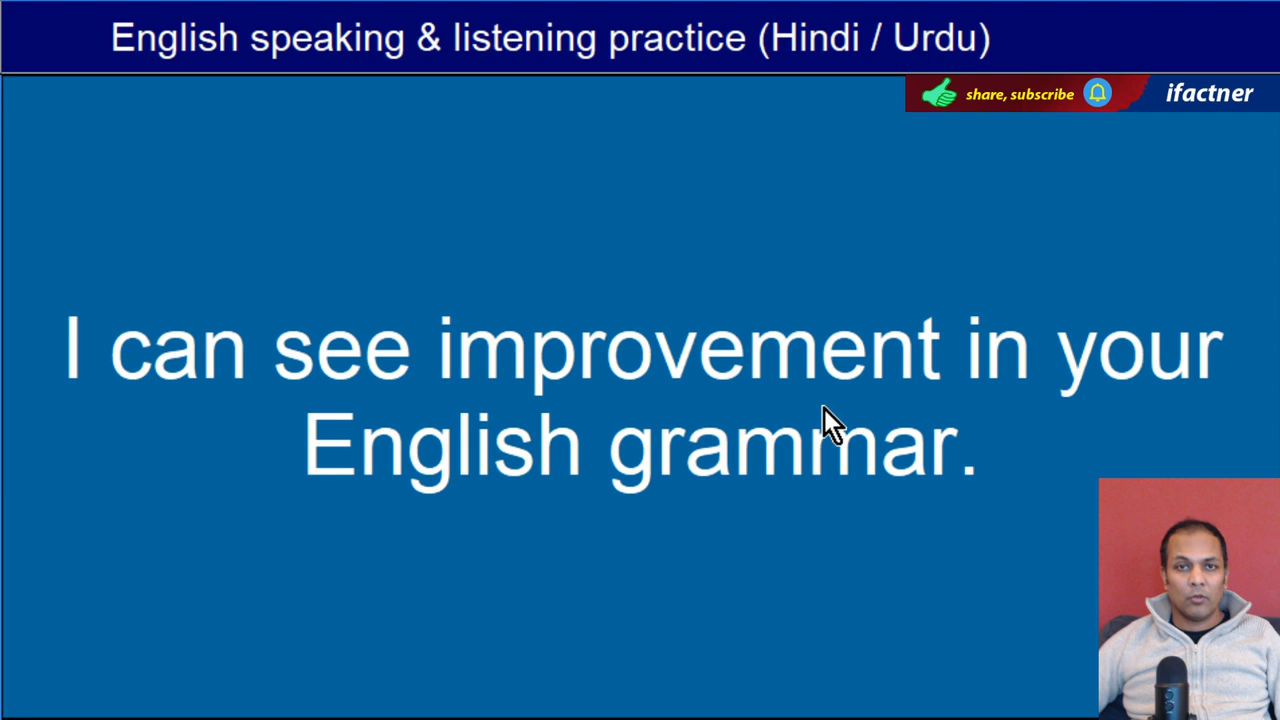 English speaking & listening practice (Hindi / Urdu)
share, subscribe
ifactner
I can see improvement in your
English grammar.